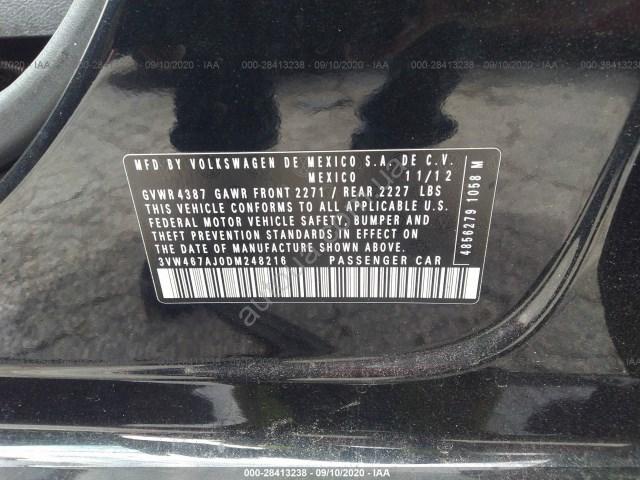 000-28413238 - 09/10/2020 - IAA
MFD BY VOLKSWAGEN DE MEXICO S.A. DE C.V.
MEXICO 11/12
GVWR 4387 GAWR FRONT 2271 / REAR 2227 LBS
THIS VEHICLE CONFORMS TO ALL APPLICABLE U.S.
FEDERAL MOTOR VEHICLE SAFETY, BUMPER AND
THEFT PREVENTION STANDARDS IN EFFECT ON
THE DATE OF MANUFACTURE SHOWN ABOVE.
3VW467AJ0DM248216 PASSENGER CAR
4856279 1058 M
000-28413238 - 09/10/2020 - IAA